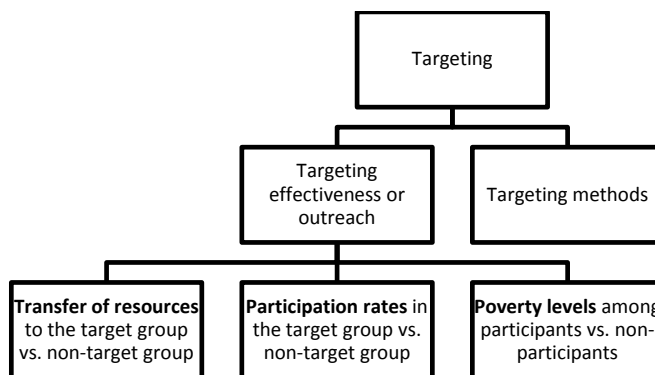 Targeting
Targeting
effectiveness or
outreach
Targeting methods
Transfer of resources
to the target group
vs. non-target group
Participation rates in
the target group vs.
non-target group
Poverty levels among
participants vs. non-
participants